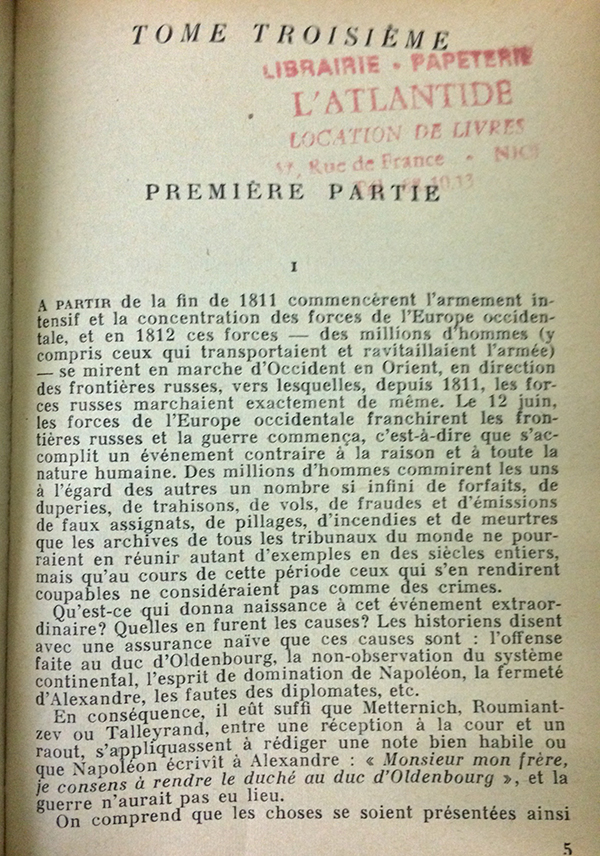 TOME TROISIÈME
LIBRAIRIE - PAPETERIE
L'ATLANTIDE
LOCATION DE LIVRES
Rue de France -
PREMIÈRE PARTIE
I
A PARTIR de la fin de 1811 commencèrent l'armement in-
tensif et la concentration des forces de l'Europe occiden-
tale, et en 1812 ces forces — des millions d'hommes (y
compris ceux qui transportaient et ravitaillaient l'armée)
— se mirent en marche d'Occident en Orient, en direction
des frontières russes, vers lesquelles, depuis 1811, les for-
ces russes marchaient exactement de même. Le 12 juin,
les forces de l'Europe occidentale franchirent les fron-
tières russes et la guerre commença, c'est-à-dire que s'ac-
complit un événement contraire à la raison et à toute la
nature humaine. Des millions d'hommes commirent les uns
à l'égard des autres un nombre si infini de forfaits, de
duperies, de trahisons, de vols, de fraudes et d'émissions
de faux assignats, de pillages, d'incendies et de meurtres
que les archives de tous les tribunaux du monde ne pour-
raient en réunir autant d'exemples en des siècles entiers,
mais qu'au cours de cette période ceux qui s'en rendirent
coupables ne considéraient pas comme des crimes.
Qu'est-ce qui donna naissance à cet événement extraor-
dinaire? Quelles en furent les causes? Les historiens disent
avec une assurance naïve que ces causes sont : l'offense
faite au duc d'Oldenbourg, la non-observation du système
continental, l'esprit de domination de Napoléon, la fermeté
d'Alexandre, les fautes des diplomates, etc.
En conséquence, il eût suffi que Metternich, Roumiant-
zev ou Talleyrand, entre une réception à la cour et un
raout, s'appliquassent à rédiger une note bien habile ou
que Napoléon écrivit à Alexandre : « Monsieur mon frère,
je consens à rendre le duché au duc d'Oldenbourg », et la
guerre n'aurait pas eu lieu.
On comprend que les choses se soient présentées ainsi
5